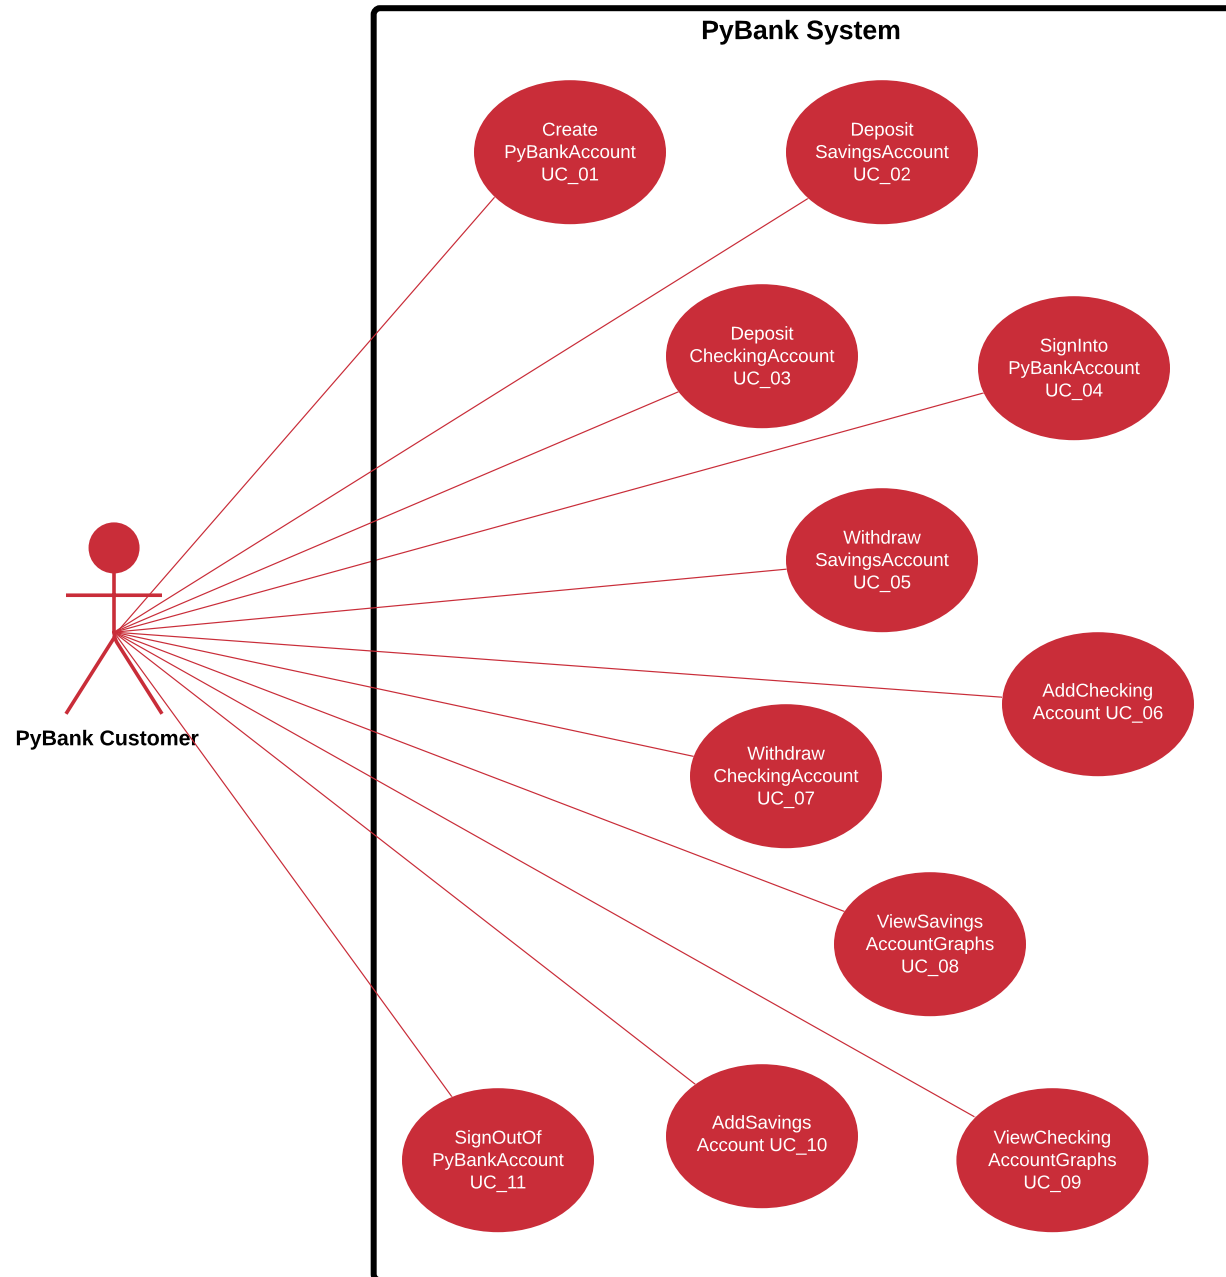 PyBank System
Create
PyBankAccount
UC_01
Deposit
SavingsAccount
UC_02
Deposit
CheckingAccount
UC_03
SignInto
PyBankAccount
UC_04
Withdraw
SavingsAccount
UC_05
AddChecking
Account UC_06
PyBank Customer
Withdraw
CheckingAccount
UC_07
ViewSavings
AccountGraphs
UC_08
SignOutOf
PyBankAccount
UC_11
AddSavings
Account UC_10
ViewChecking
AccountGraphs
UC_09